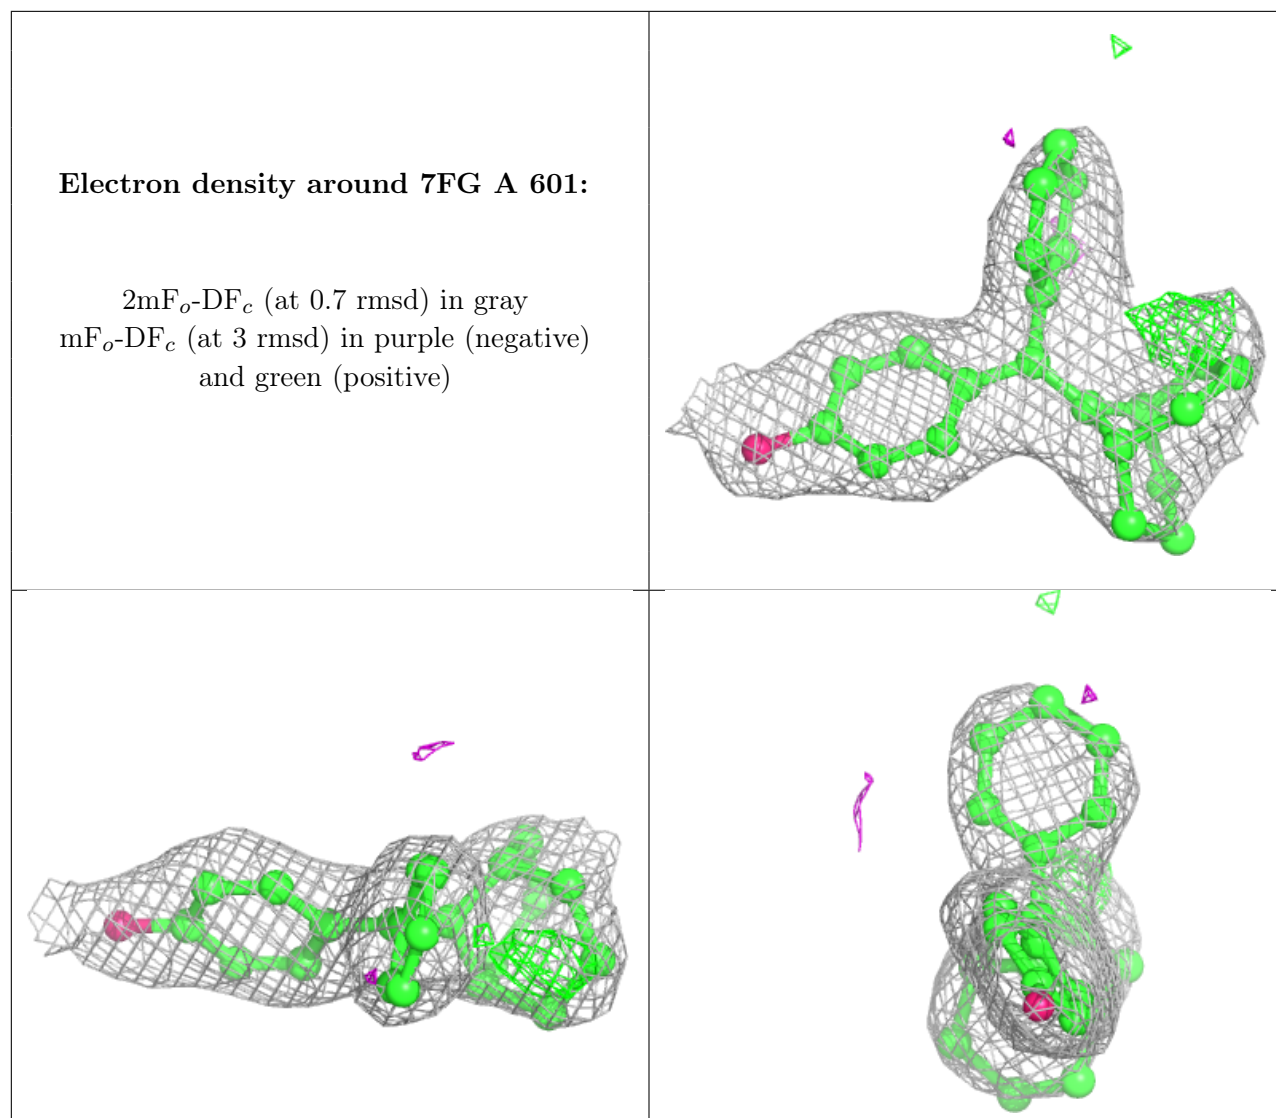 Electron density around 7FG A 601:
2mFo-DFc (at 0.7 rmsd) in gray
mFo-DFc (at 3 rmsd) in purple (negative)
and green (positive)